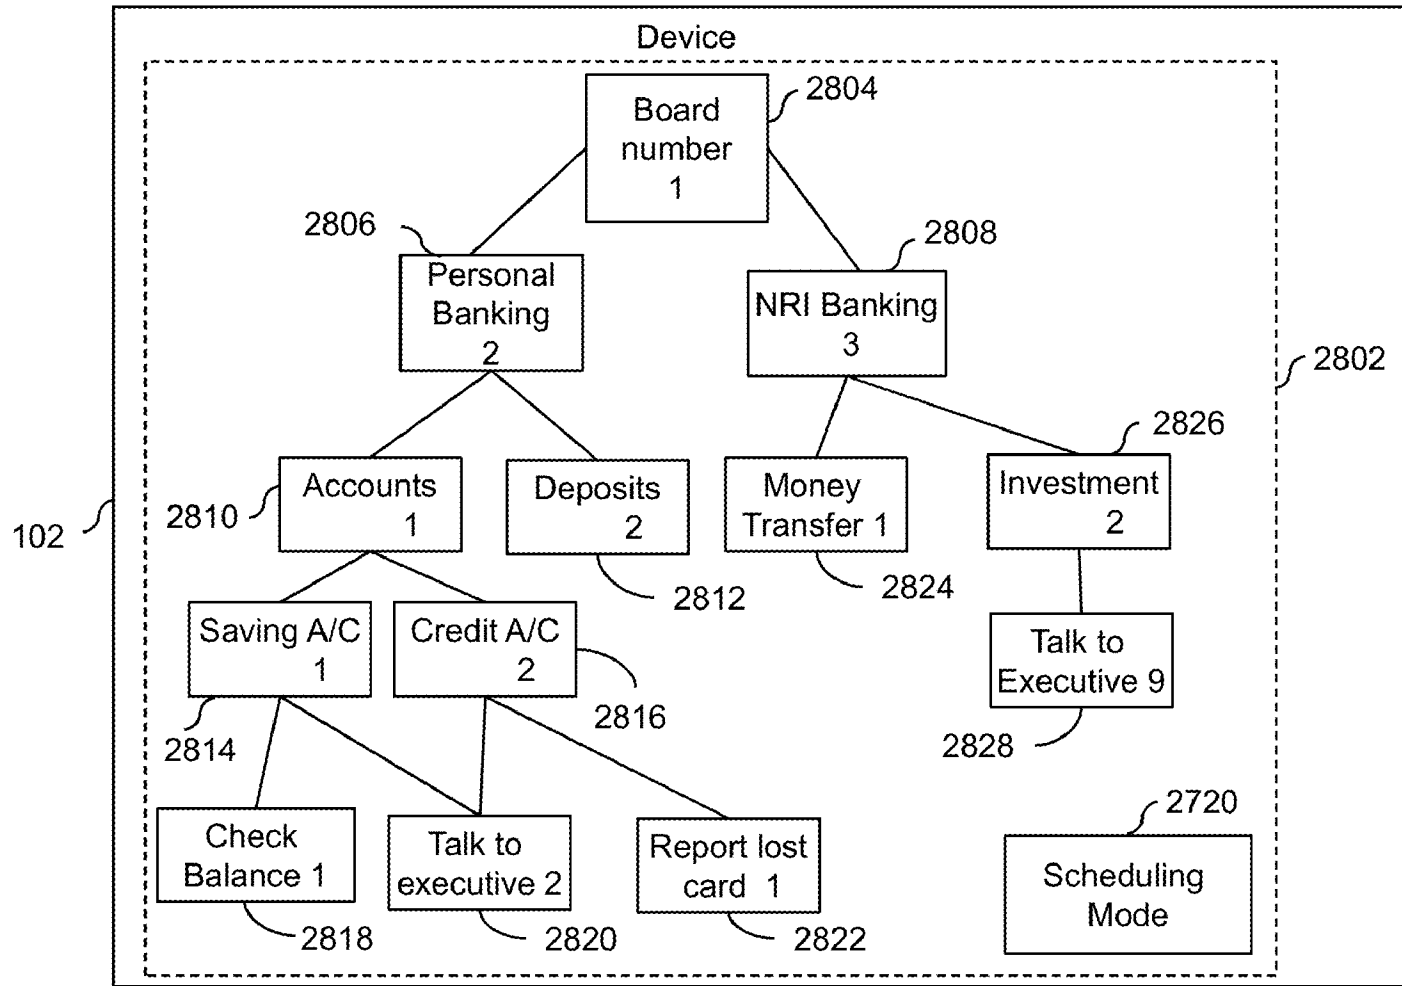 Device
Board
number
1
2804
2806
Personal
Banking
2
2808
NRI Banking
3
2802
2810
Accounts
1
Deposits
2
2812
Money
Transfer 1
2824
2826
Investment
2
102
Saving A/C
1
2814
Credit A/C
2
2816
Talk to
Executive 9
2828
Check
Balance 1
2818
Talk to
executive 2
2820
Report lost
card 1
2822
2720
Scheduling
Mode